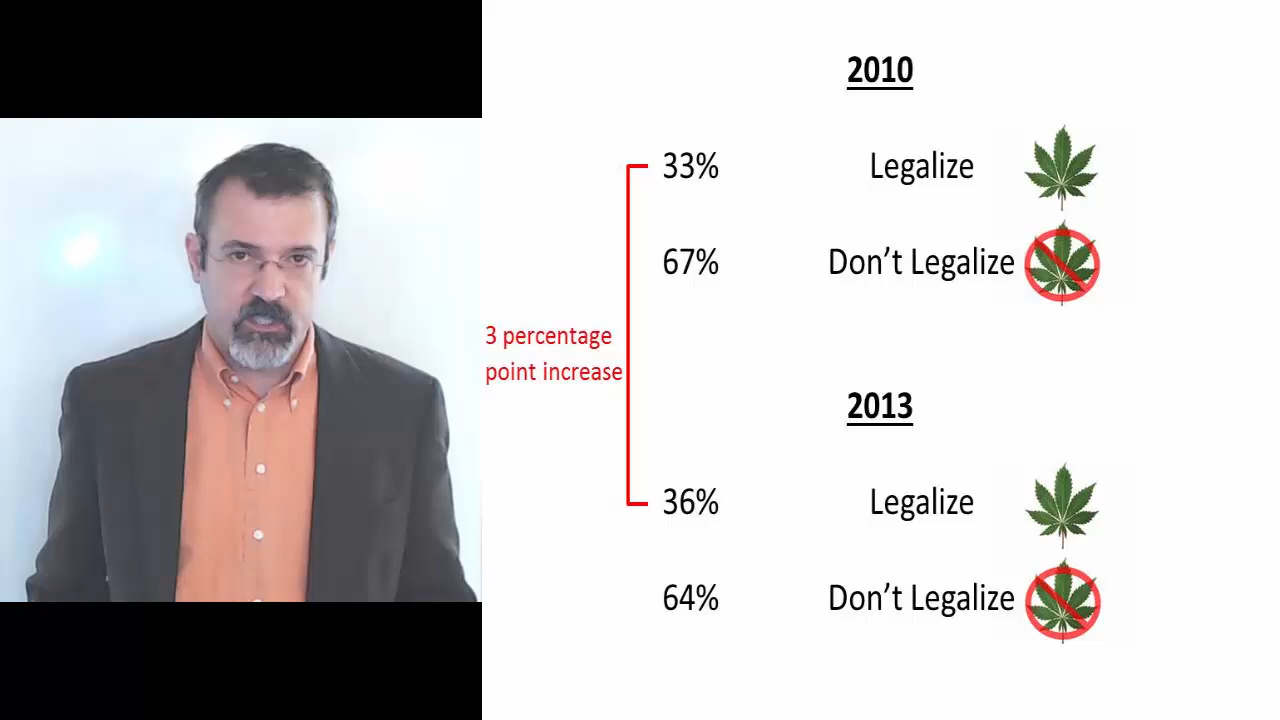 2010
33% Legalize
67% Don’t Legalize
3 percentage
point increase
2013
36% Legalize
64% Don’t Legalize